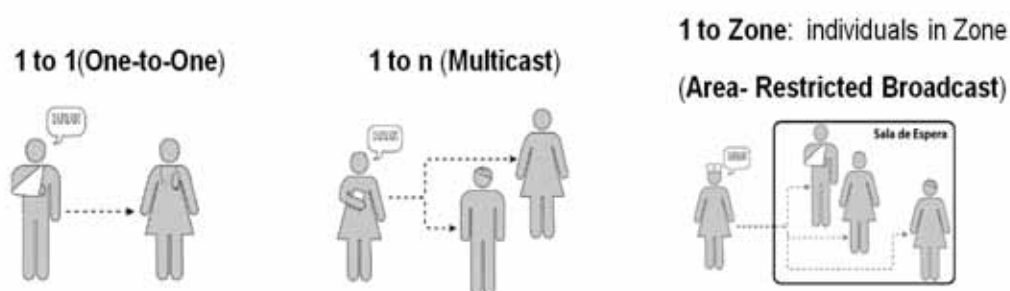 1 to 1(One-to-One)
1 to n (Multicast)
1 to Zone: individuals in Zone
(Area- Restricted Broadcast)
Sala de Espera